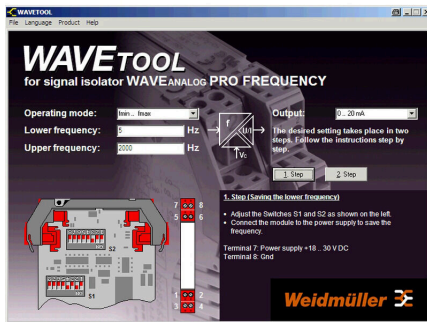 WAVETOOL
File Language Product Help
WAVETOOL
for signal isolator WAVEANALOG PRO FREQUENCY
Operating mode: fmin... fmax
Output: 0... 20 mA
Lower frequency: 5 Hz
Upper frequency: 2000 Hz
f
U/I
Vc
The desired setting takes place in two
steps. Follow the instructions step by
step.
1. Step 2. Step
1. Step (Saving the lower frequency)
• Adjust the Switches S1 and S2 as shown on the left.
• Connect the module to the power supply to save the
frequency.
Terminal 7: Power supply +18... 30 V DC
Terminal 8: Gnd
7 8
5 6
S2
S1
1 2
3 4
Weidmüller